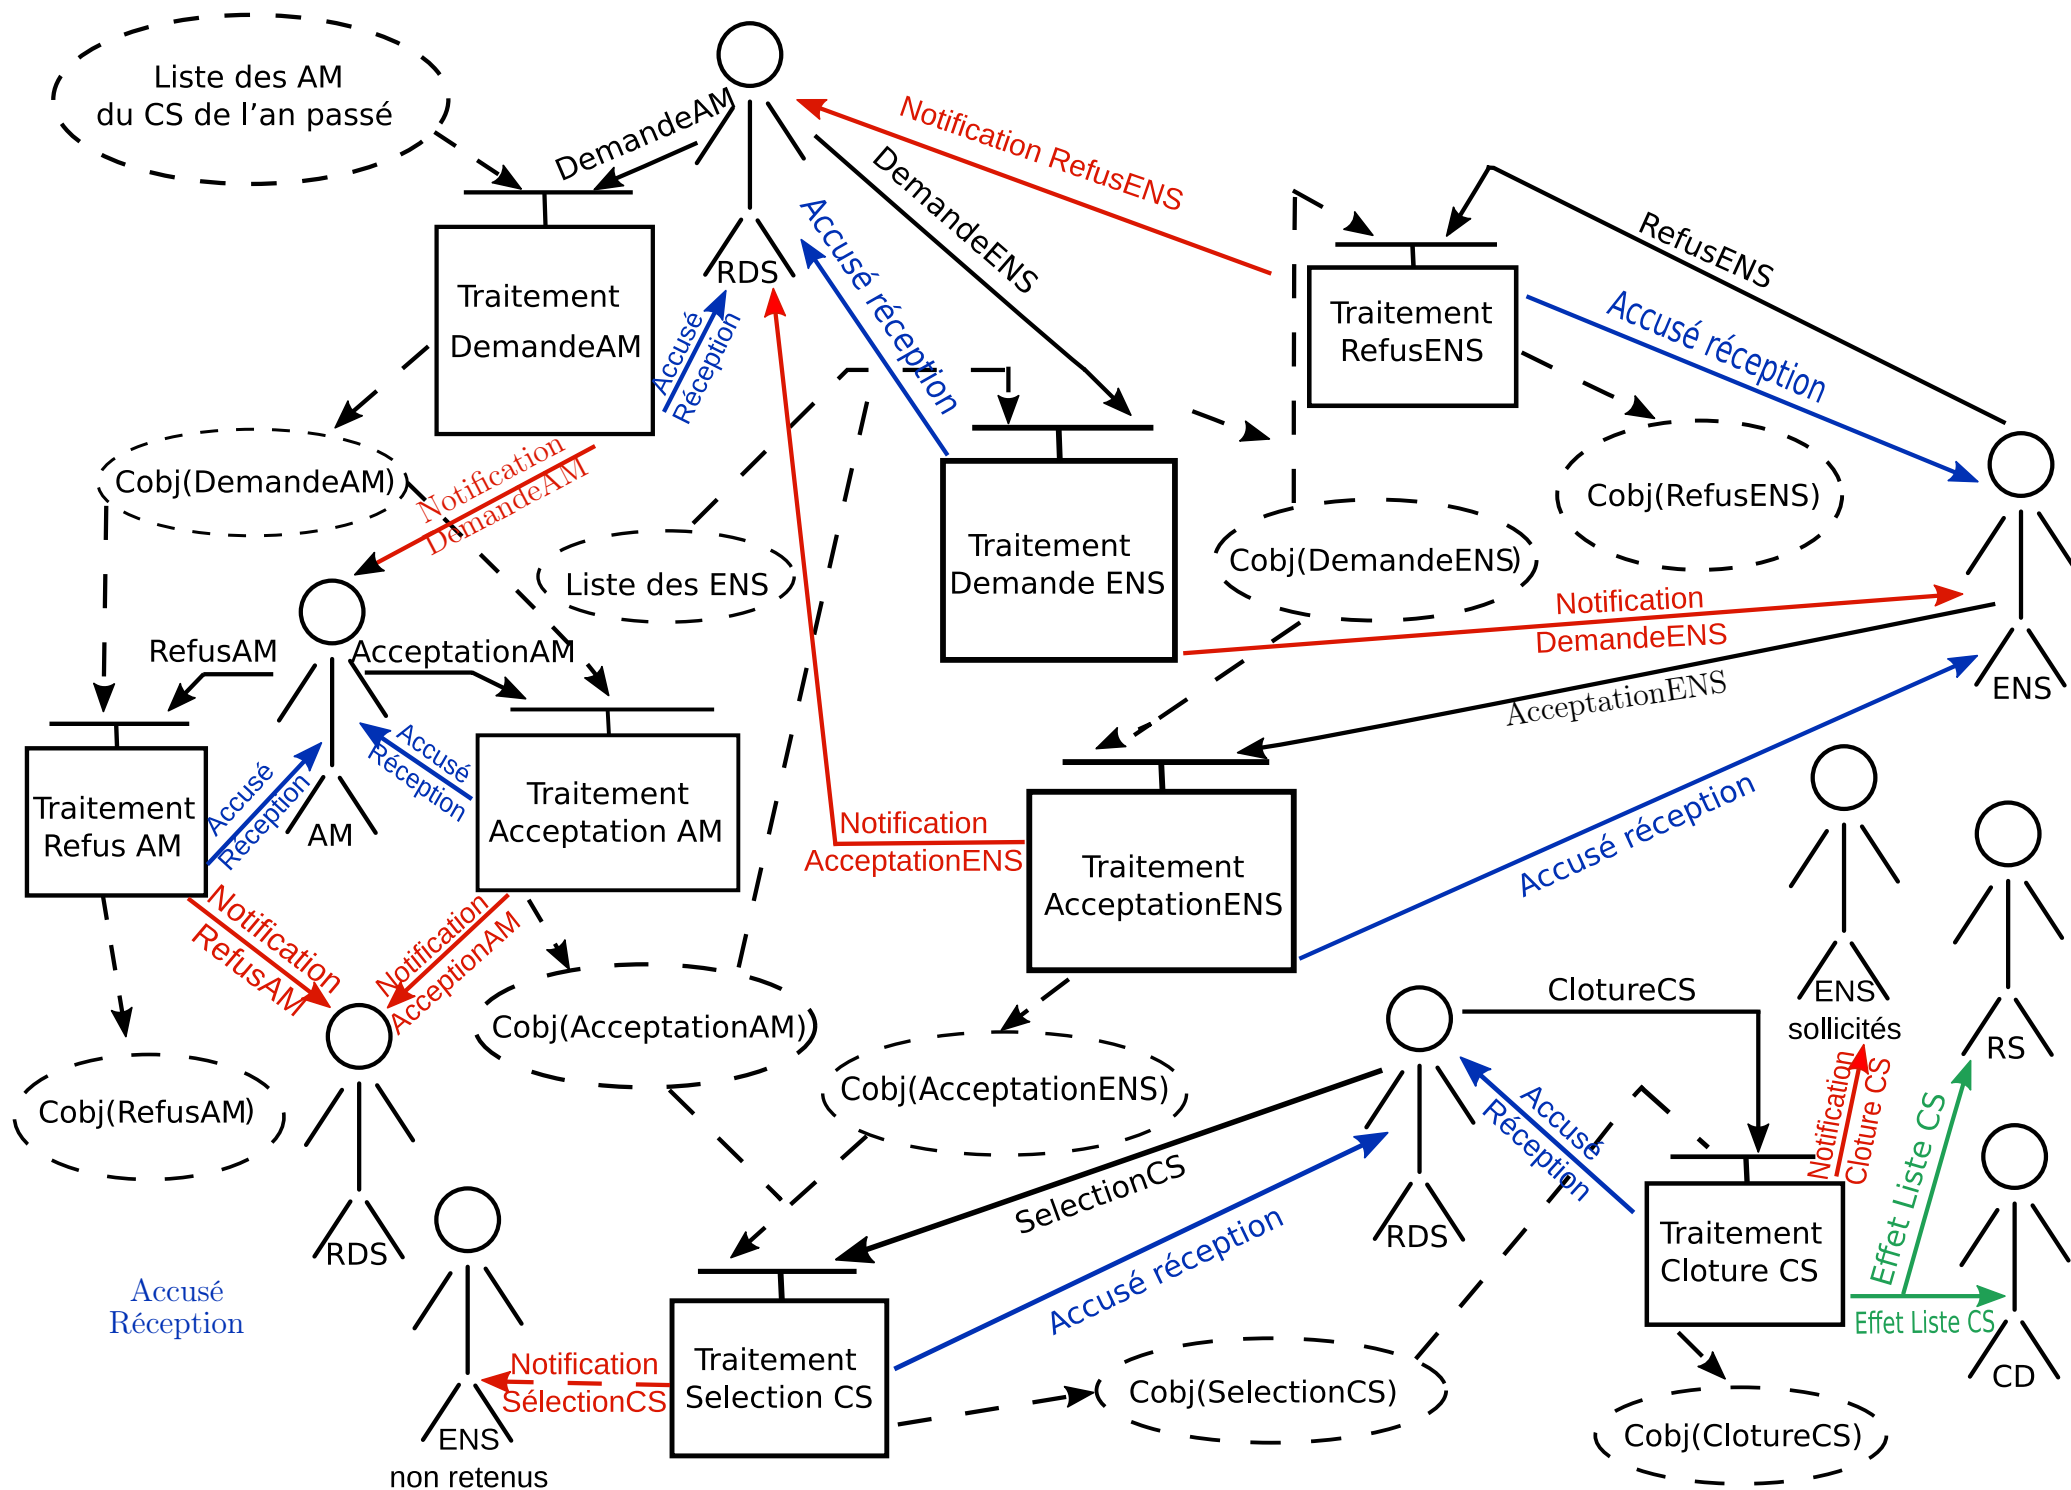 Liste des AM
du CS de l'an passé
DemandeAM
Notification RefusENS
DemandeENS
RefusENS
Accusé réception
RDS
Traitement
DemandeAM
Accusé
Réception
Traitement
RefusENS
Accusé réception
Notification
DemandeAM
Cobj(DemandeAM)
Cobj(RefusENS)
Liste des ENS
Traitement
Demande ENS
Cobj(DemandeENS)
Notification
DemandeENS
AcceptationENS
ENS
RefusAM
AcceptationAM
Accusé
Réception
Accusé
Réception
Traitement
Refus AM
AM
Traitement
Acceptation AM
Notification
AcceptationENS
Traitement
AcceptationENS
Accusé réception
Notification
RefusAM
Notification
AcceptionAM
ENS
sollicités
RS
ClotureCS
Cobj(AcceptationAM)
Cobj(AcceptationENS)
Cobj(RefusAM)
Notification
Cloture CS
Accusé
Réception
Effet Liste CS
SelectionCS
RDS
RDS
Traitement
Cloture CS
Accusé réception
Accusé
Réception
Effet Liste CS
Notification
SélectionCS
Traitement
Selection CS
Cobj(SelectionCS)
CD
Cobj(ClotureCS)
ENS
non retenus